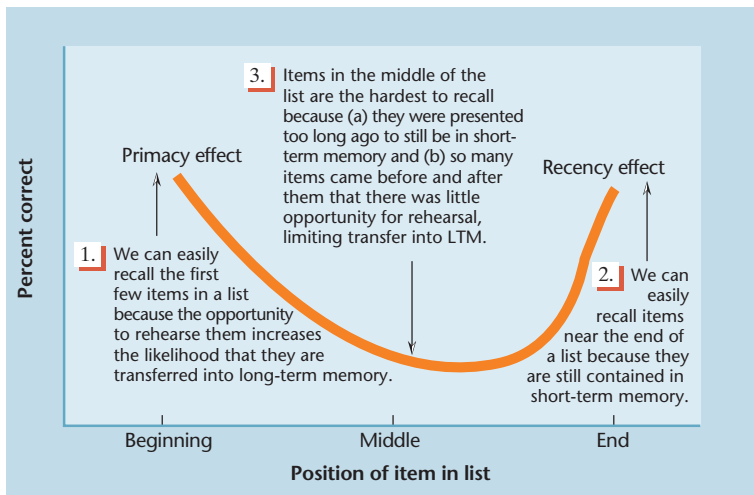 Percent correct
Primacy effect
1. We can easily
recall the first
few items in a list
because the opportunity
to rehearse them increases
the likelihood that they are
transferred into long-term memory.
3. Items in the middle of the
list are the hardest to recall
because (a) they were presented
too long ago to still be in short-
term memory and (b) so many
items came before and after
them that there was little
opportunity for rehearsal,
limiting transfer into LTM.
Recency effect
2. We can
easily
recall items
near the end of
a list because they
are still contained in
short-term memory.
Beginning
Middle
End
Position of item in list